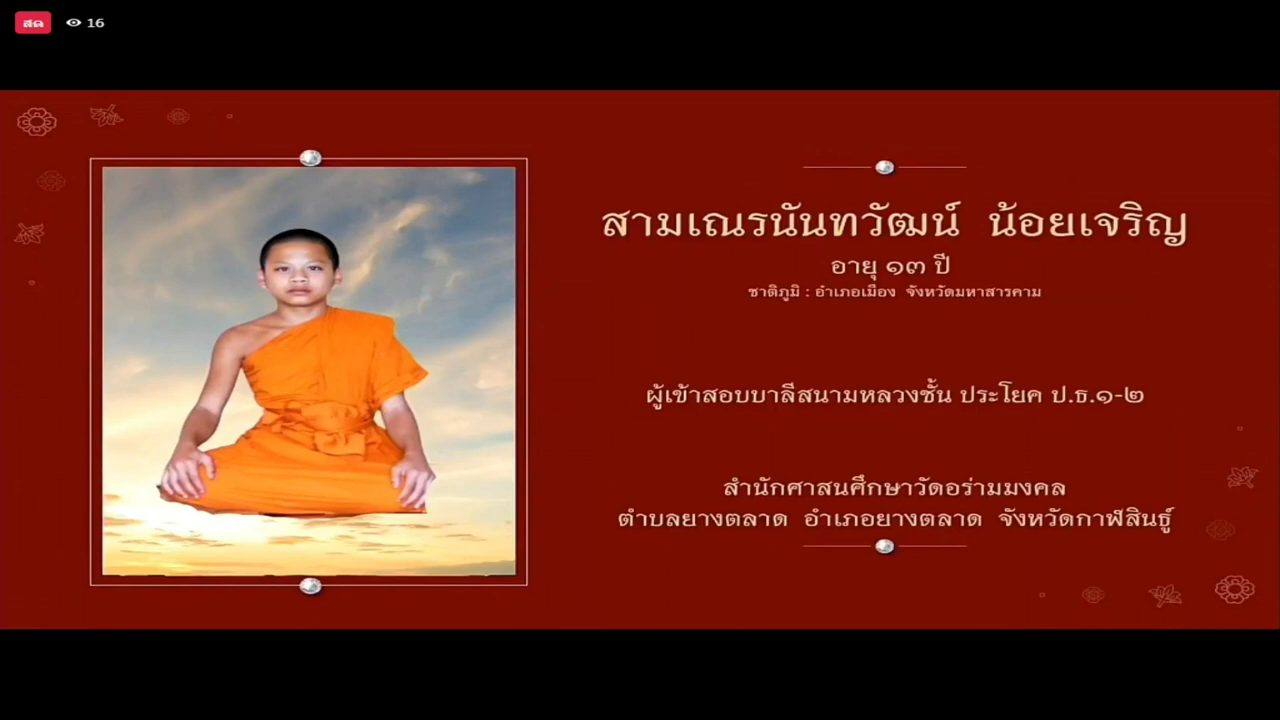 สด 16
สามเณรนันทวัฒน์ น้อยเจริญ
อายุ ๑๓ ปี
ชาติภูมิ : อำเภอเมือง จังหวัดมหาสารคาม
ผู้เข้าสอบบาลีสนามหลวงชั้น ประโยค ป.ธ.๑-๒
สำนักศาสนศึกษาวัดอร่ามมงคล
ตำบลยางตลาด อำเภอยางตลาด จังหวัดกาฬสินธุ์